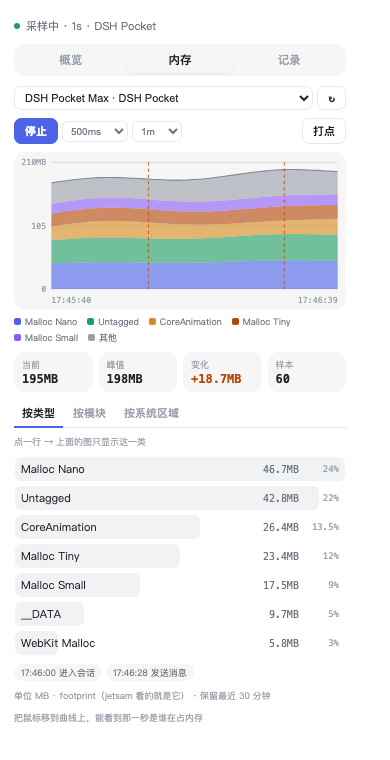 采样中 · 1s · DSH Pocket
概览 内存 记录
DSH Pocket Max · DSH Pocket ↻
停止 500ms 1m 打点
210MB
105
0
17:45:40 17:46:39
Malloc Nano Untagged CoreAnimation Malloc Tiny
Malloc Small 其他
当前 峰值 变化 样本
195MB 198MB +18.7MB 60
按类型 按模块 按系统区域
点一行 → 上面的图只显示这一类
Malloc Nano 46.7MB 24%
Untagged 42.8MB 22%
CoreAnimation 26.4MB 13.5%
Malloc Tiny 23.4MB 12%
Malloc Small 17.5MB 9%
__DATA 9.7MB 5%
WebKit Malloc 5.8MB 3%
17:46:00 进入会话 17:46:28 发送消息
单位 MB · footprint（jetsam 看的就是它） · 保留最近 30 分钟
把鼠标移到曲线上，能看到那一秒是谁在占内存